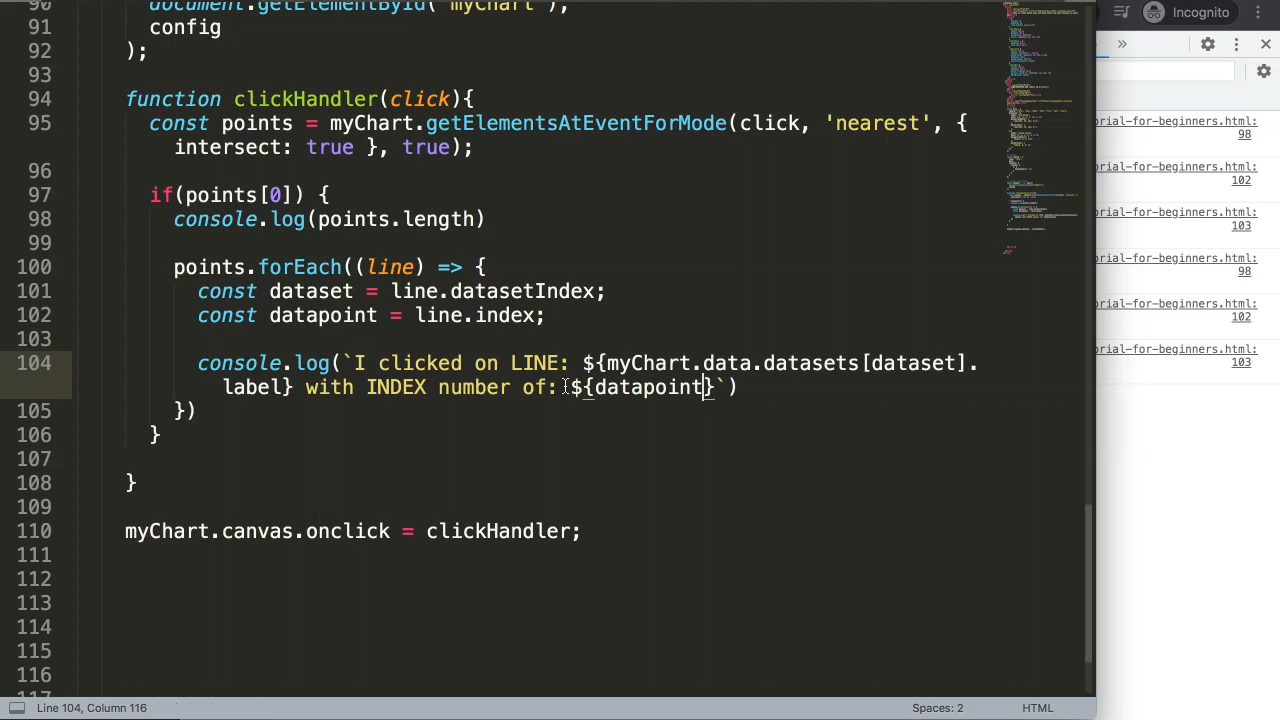 90 document.getElementById('myChart'),
91 config
92 );
93
94 function clickHandler(click){
95 const points = myChart.getElementsAtEventForMode(click, 'nearest', {
intersect: true }, true);
96
97 if(points[0]) {
98 console.log(points.length)
99
100 points.forEach((line) => {
101 const dataset = line.datasetIndex;
102 const datapoint = line.index;
103
104 console.log(`I clicked on LINE: ${myChart.data.datasets[dataset].
label} with INDEX number of: ${datapoint}`)
105 })
106 }
107
108 }
109
110 myChart.canvas.onclick = clickHandler;
111
112
113
114
115
116
117
Line 104, Column 116
Spaces: 2
HTML
Incognito
»
orial-for-beginners.html:
98
orial-for-beginners.html:
102
orial-for-beginners.html:
103
orial-for-beginners.html:
98
orial-for-beginners.html:
102
orial-for-beginners.html:
103